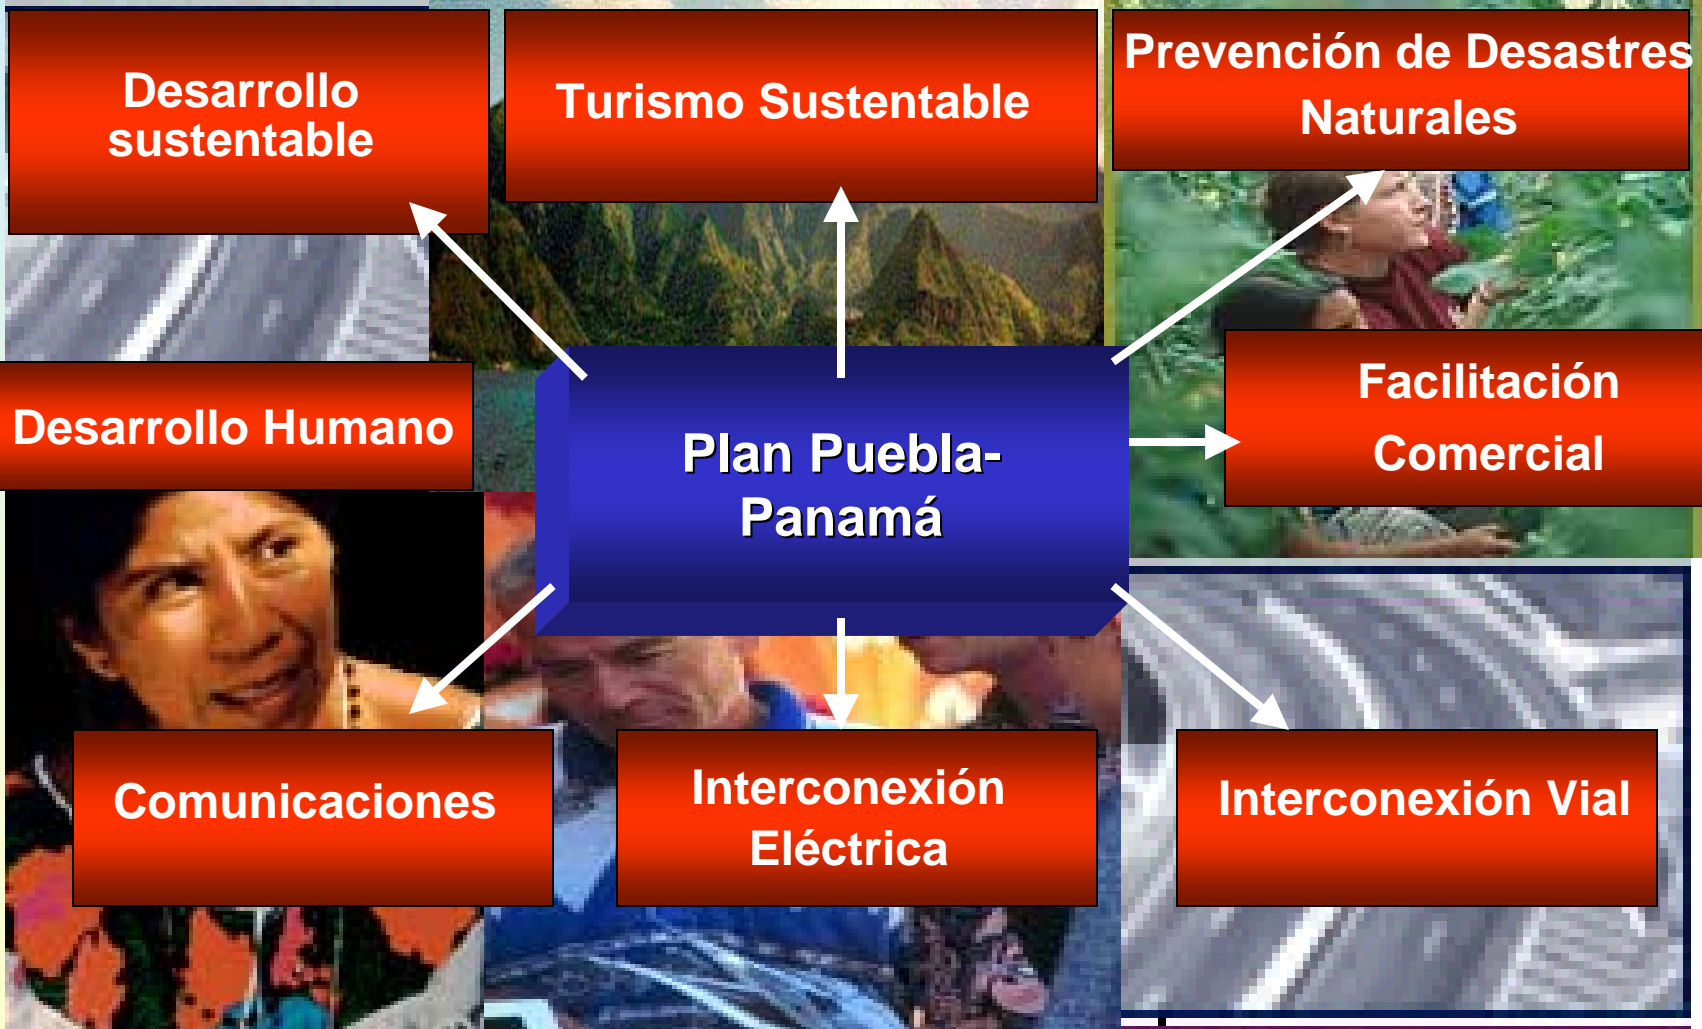 Desarrollo
sustentable
Turismo Sustentable
Prevención de Desastres
Naturales
Desarrollo Humano
Plan Puebla-
Panamá
Facilitación
Comercial
Comunicaciones
Interconexión
Eléctrica
Interconexión Vial